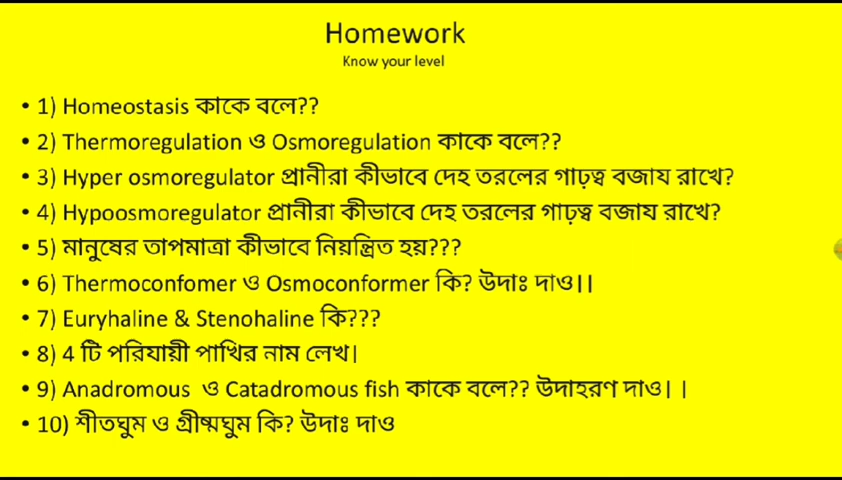 Homework
Know your level
• 1) Homeostasis কাকে বলে??
• 2) Thermoregulation ও Osmoregulation কাকে বলে??
• 3) Hyper osmoregulator প্রানীরা কীভাবে দেহ তরলের গাঢ়ত্ব বজায রাখে?
• 4) Hypoosmoregulator প্রানীরা কীভাবে দেহ তরলের গাঢ়ত্ব বজায রাখে?
• 5) মানুষের তাপমাত্রা কীভাবে নিয়ন্ত্রিত হয়???
• 6) Thermoconfomer ও Osmoconformer কি? উদাঃ দাও।।
• 7) Euryhaline & Stenohaline কি???
• 8) 4 টি পরিযায়ী পাখির নাম লেখ।
• 9) Anadromous ও Catadromous fish কাকে বলে?? উদাহরণ দাও। ।
• 10) শীতঘুম ও গ্রীষ্মঘুম কি? উদাঃ দাও